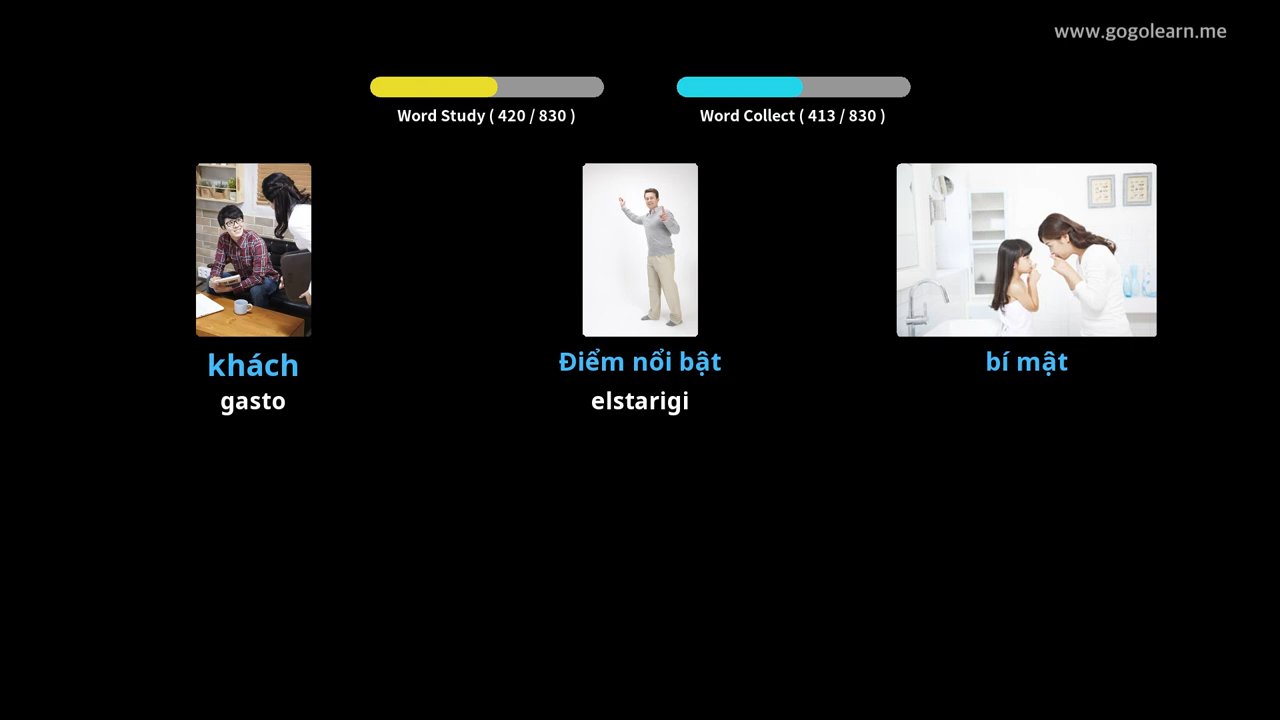 www.gogolearn.me
Word Study ( 420 / 830 )
Word Collect ( 413 / 830 )
khách
gasto
Điểm nổi bật
elstarigi
bí mật